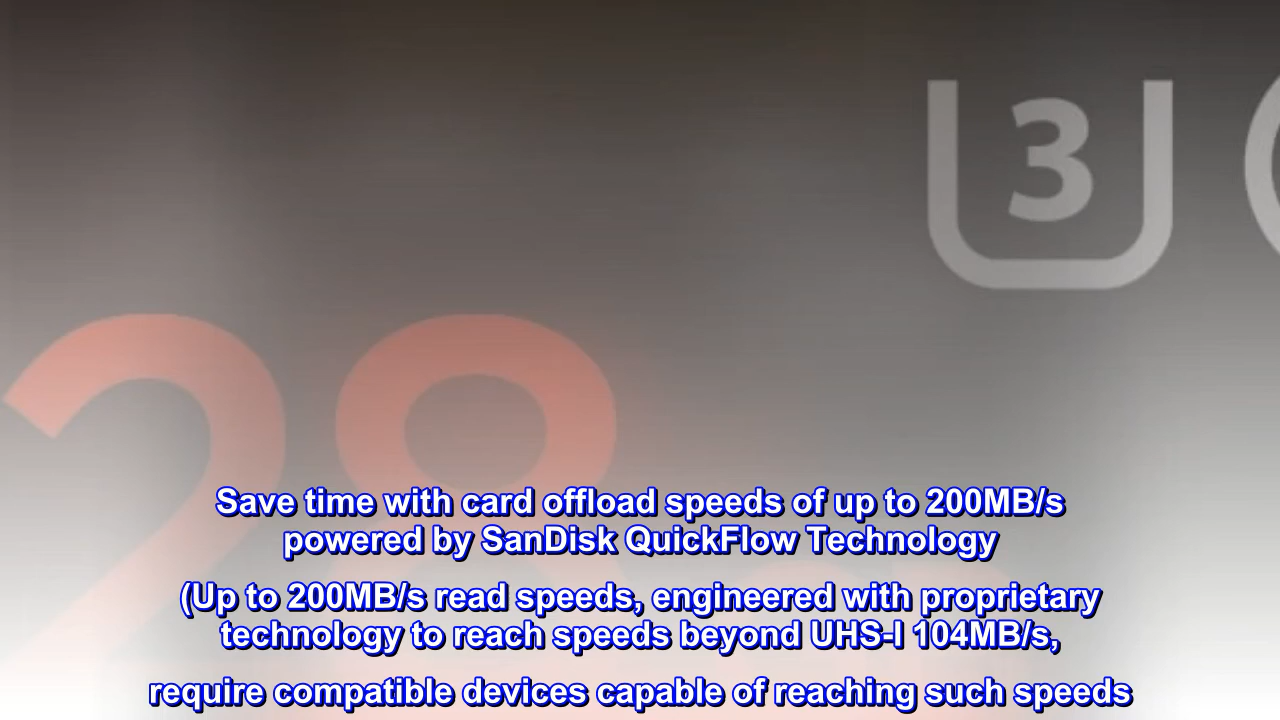 3
28
Save time with card offload speeds of up to 200MB/s
powered by SanDisk QuickFlow Technology
(Up to 200MB/s read speeds, engineered with proprietary
technology to reach speeds beyond UHS-I 104MB/s,
require compatible devices capable of reaching such speeds